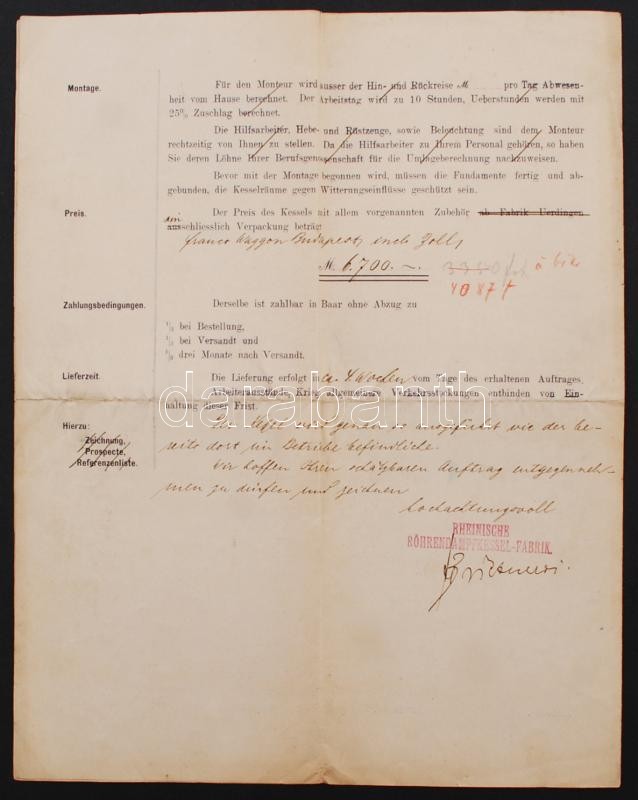 Montage.
Für den Monteur wird ausser der Hin- und Rückreise M pro Tag Abwesen-
heit vom Hause berechnet. Der Arbeitstag wird zu 10 Stunden, Ueberstunden werden mit
25% Zuschlag berechnet.
Die Hilfsarbeiter, Hebe- und Rüstzeuge, sowie Beleuchtung sind dem Monteur
rechtzeitig von Ihnen zu stellen. Da die Hilfsarbeiter zu Ihrem Personal gehören, so haben
Sie deren Löhne Ihrer Berufsgenossenschaft für die Umlageberechnung nachzuweisen.
Bevor mit der Montage begonnen wird, müssen die Fundamente fertig und ab-
gebunden, die Kesselräume gegen Witterungseinflüsse geschützt sein.
Preis.
Der Preis des Kessels mit allem vorgenannten Zubehör ab Fabrik Uerdingen
ein
ausschliesslich Verpackung beträgt
franco Waggon Budapest, incl. Zoll,
M. 6.700.—.
4087
Zahlungsbedingungen.
Derselbe ist zahlbar in Baar ohne Abzug zu
1/3 bei Bestellung,
1/3 bei Versandt und
1/3 drei Monate nach Versandt.
Lieferzeit.
Die Lieferung erfolgt in ca. 4 Wochen vom Tage des erhaltenen Auftrages.
Arbeiterausstände, Krieg, allgemeinere Verkehrsstockungen entbinden von Ein-
haltung dieser Frist.
Hierzu:
Zeichnung,
Prospecte,
Referenzenliste.
Der Kessel wird genau so ausgeführt wie der be-
reits dort im Betriebe befindliche.
Wir hoffen Ihren schätzbaren Auftrag entgegenneh-
men zu dürfen und zeichnen
Hochachtungsvoll
RHEINISCHE
RÖHRENDAMPFKESSEL-FABRIK.
darabanth